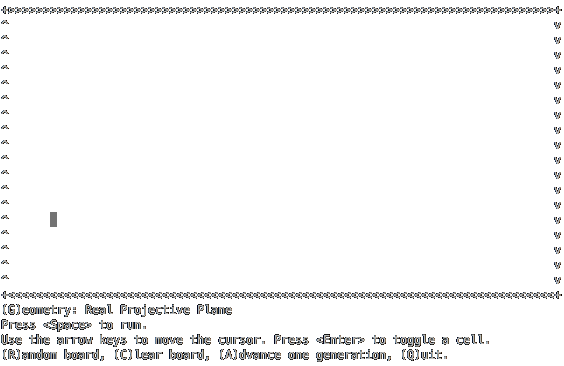 (G)eometry: Real Projective Plane
Press <Space> to run.
Use the arrow keys to move the cursor. Press <Enter> to toggle a cell.
(R)andom board, (C)lear board, (A)dvance one generation, (Q)uit.